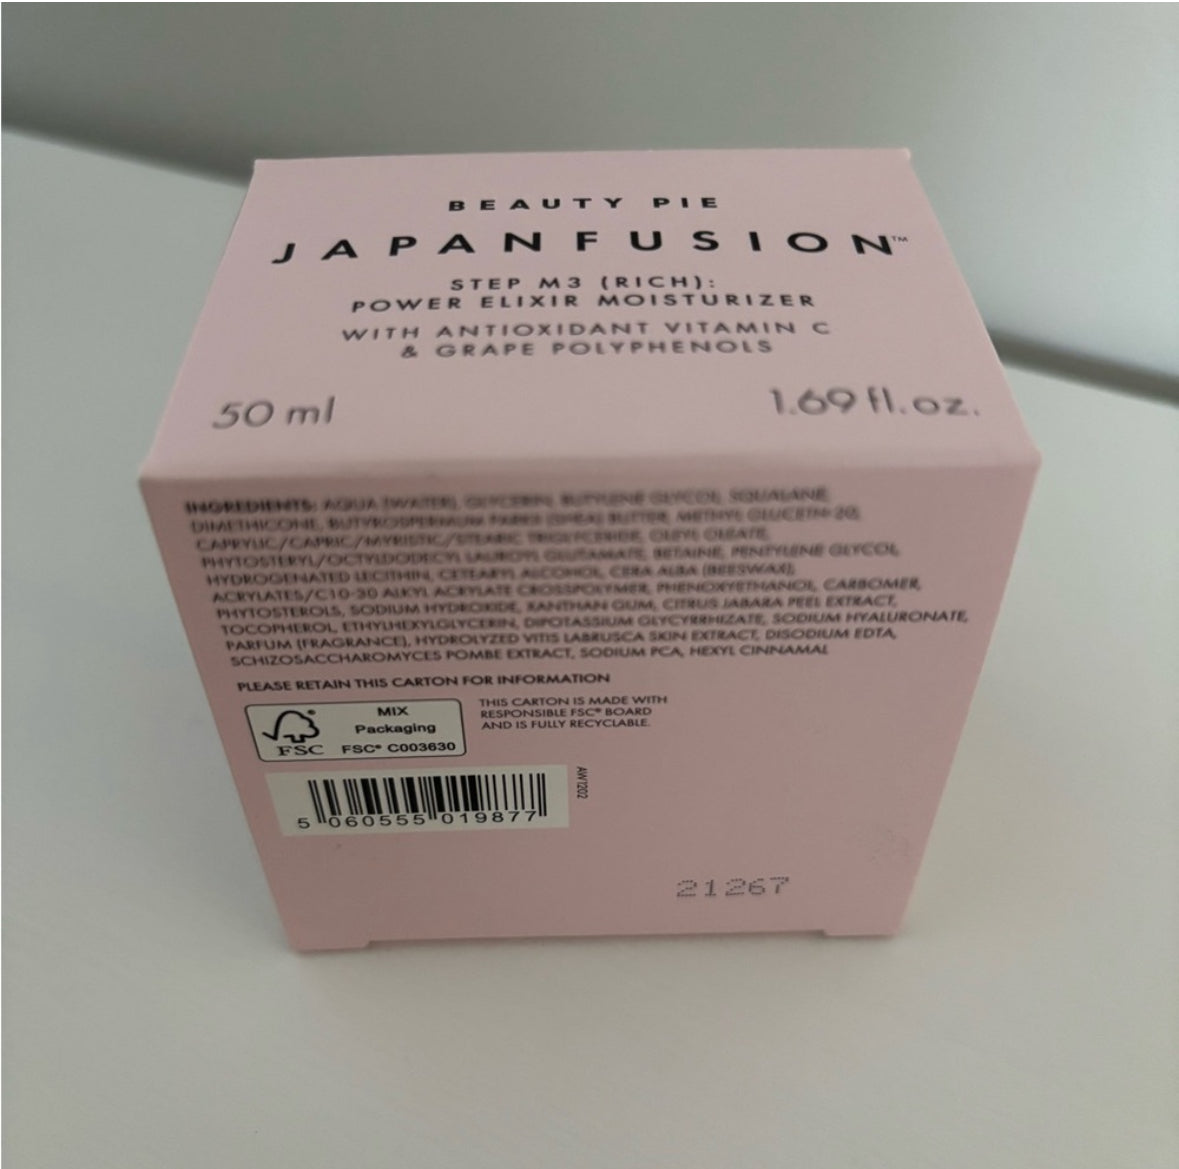 BEAUTY PIE
JAPANFUSION™
STEP M3 (RICH):
POWER ELIXIR MOISTURIZER
WITH ANTIOXIDANT VITAMIN C
& GRAPE POLYPHENOLS
50 ml 1.69 fl.oz.
INGREDIENTS: AQUA (WATER), GLYCERIN, BUTYLENE GLYCOL, SQUALANE,
DIMETHICONE, BUTYROSPERMUM PARKII (SHEA) BUTTER, METHYL GLUCETH-20,
CAPRYLIC/CAPRIC/MYRISTIC/STEARIC TRIGLYCERIDE, OLEATE,
PHYTOSTERYL/OCTYLDODECYL LAUROYL GLUTAMATE, BETAINE, PENTYLENE GLYCOL,
HYDROGENATED LECITHIN, CETEARYL ALCOHOL, CERA ALBA (BEESWAX),
ACRYLATES/C10-30 ALKYL ACRYLATE CROSSPOLYMER, PHENOXYETHANOL, CARBOMER,
PHYTOSTEROLS, SODIUM HYDROXIDE, XANTHAN GUM, CITRUS JABARA PEEL EXTRACT,
TOCOPHEROL, ETHYLHEXYLGLYCERIN, DIPOTASSIUM GLYCYRRHIZATE, SODIUM HYALURONATE,
PARFUM (FRAGRANCE), HYDROLYZED VITIS LABRUSCA SKIN EXTRACT, DISODIUM EDTA,
SCHIZOSACCHAROMYCES POMBE EXTRACT, SODIUM PCA, HEXYL CINNAMAL
PLEASE RETAIN THIS CARTON FOR INFORMATION
FSC
MIX
Packaging
FSC® C003630
THIS CARTON IS MADE WITH
RESPONSIBLE FSC® BOARD
AND IS FULLY RECYCLABLE.
5 060555 019877
AW1202
21267